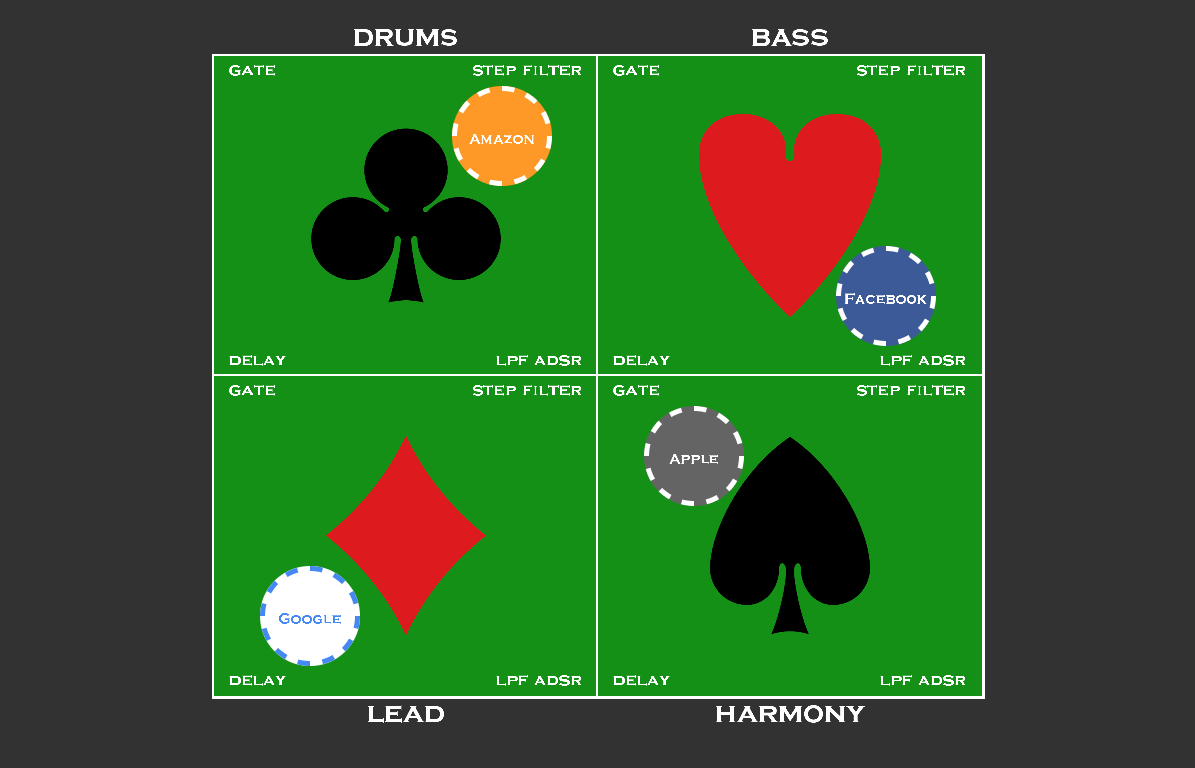 DRUMS
BASS
GATE
STEP FILTER
GATE
STEP FILTER
AMAZON
FACEBOOK
DELAY
LPF ADSR
DELAY
LPF ADSR
GATE
STEP FILTER
GATE
STEP FILTER
APPLE
GOOGLE
DELAY
LPF ADSR
DELAY
LPF ADSR
LEAD
HARMONY